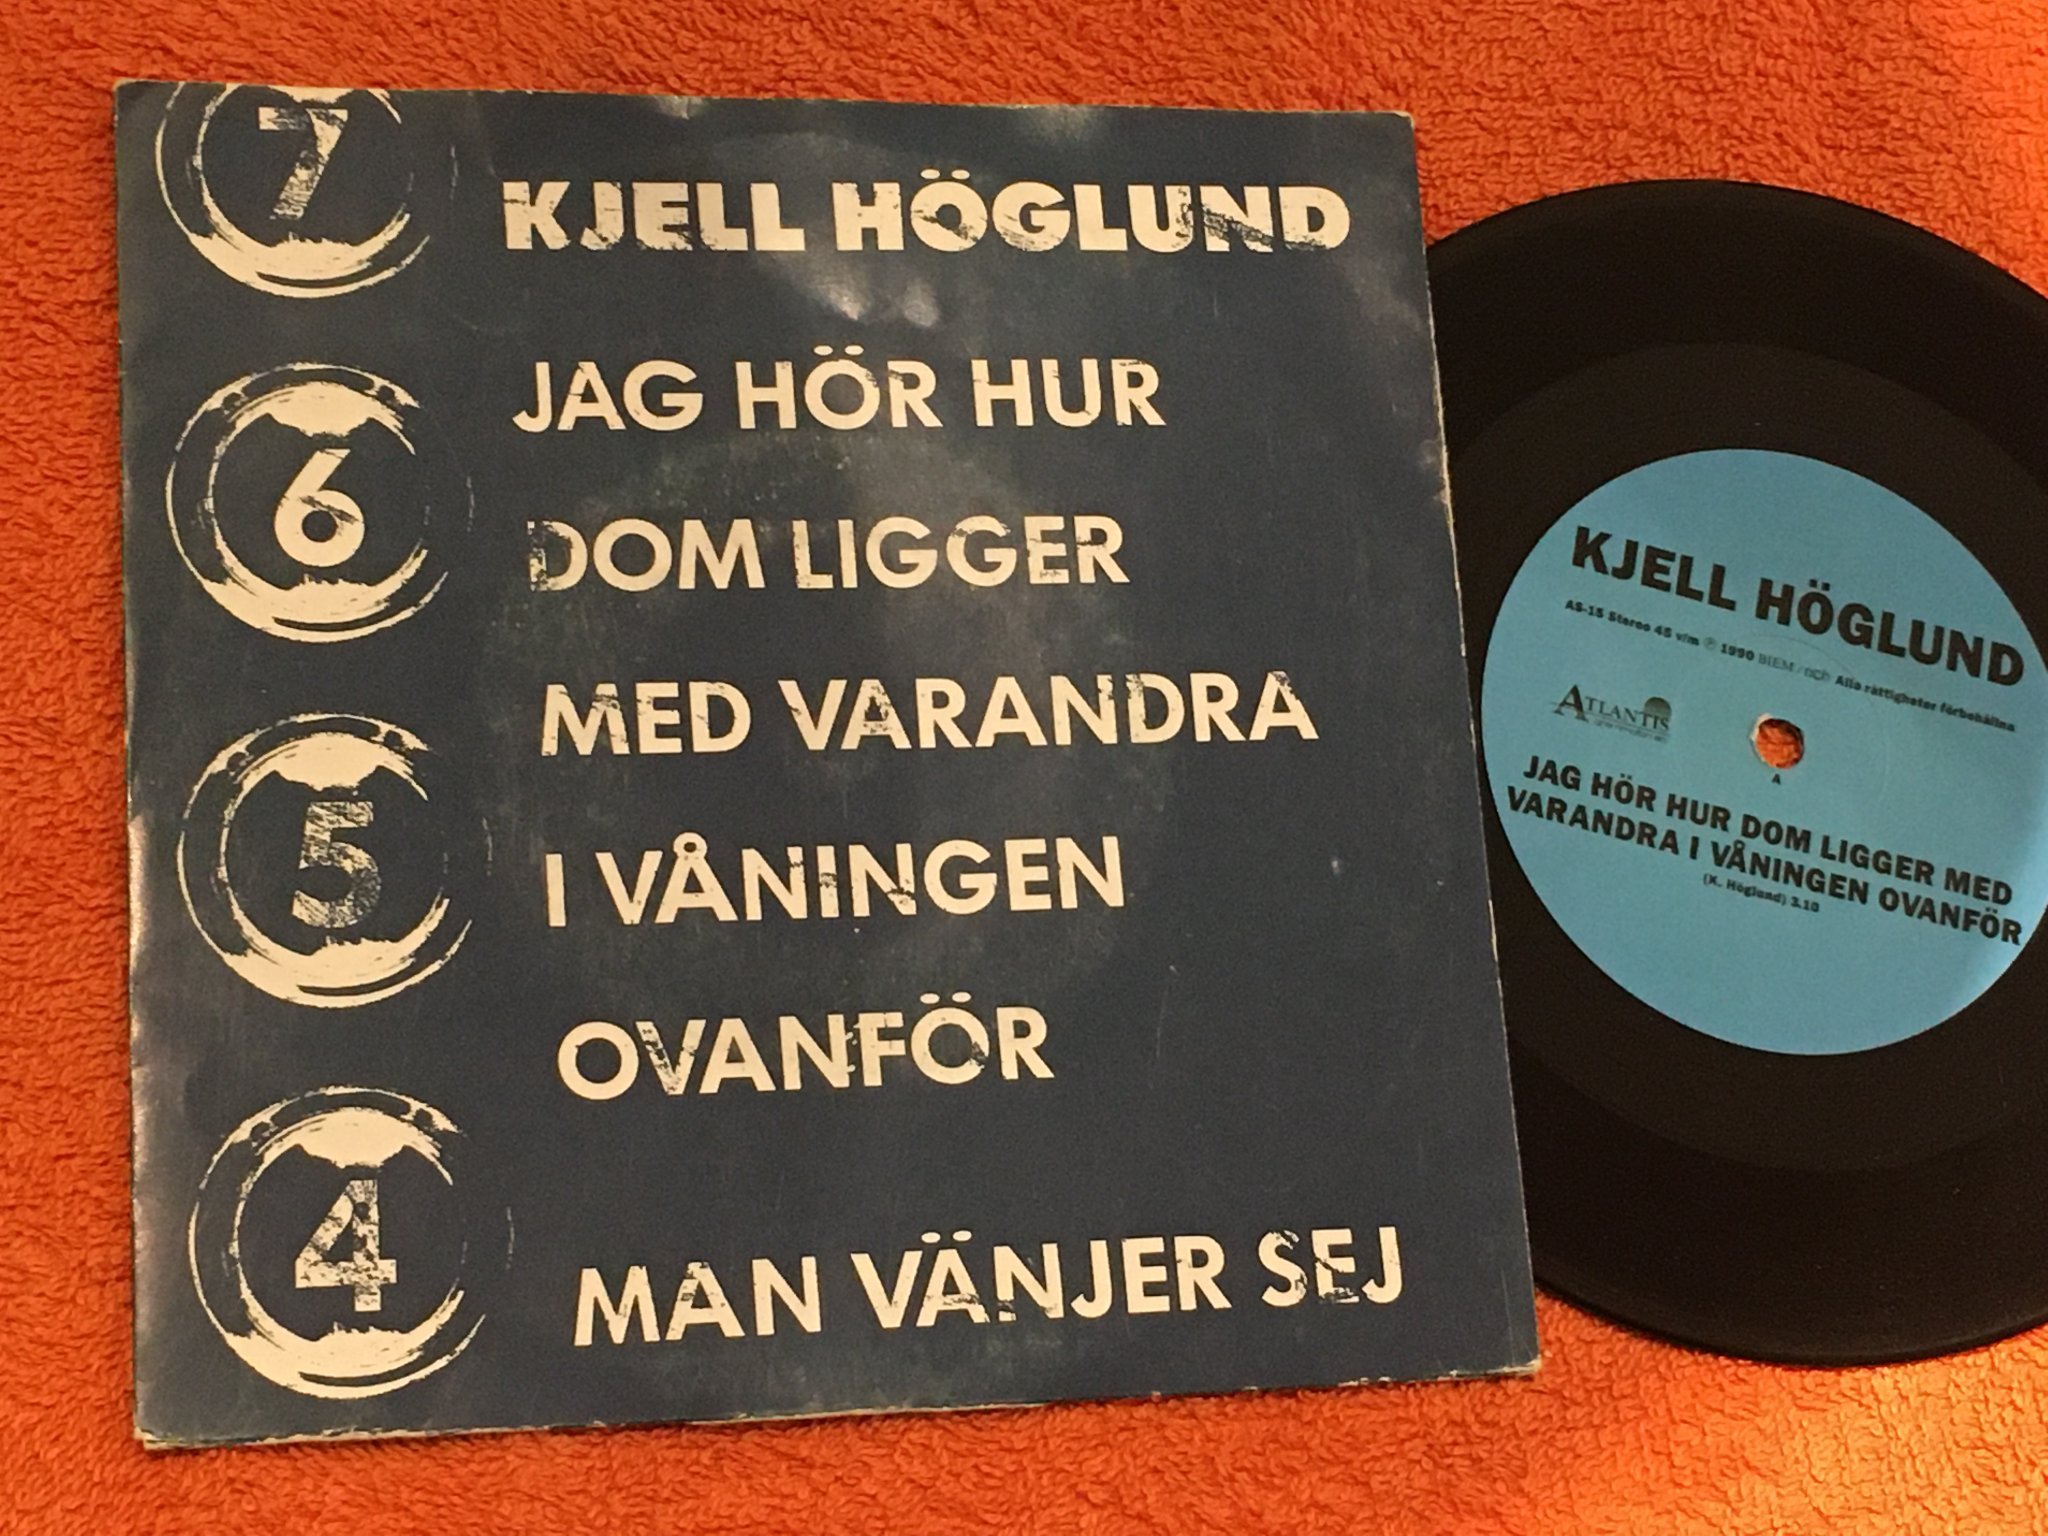 7
KJELL HÖGLUND
JAG HÖR HUR
6
DOM LIGGER
MED VARANDRA
5
I VÅNINGEN
OVANFÖR
4
MAN VÄNJER SEJ
KJELL HÖGLUND
AS-15 Stereo 45 v/m ℗ 1990 BIEM / ncb Alla rättigheter förbehållna
ATLANTIS
A
JAG HÖR HUR DOM LIGGER MED
VARANDRA I VÅNINGEN OVANFÖR
(K. Höglund) 3.10